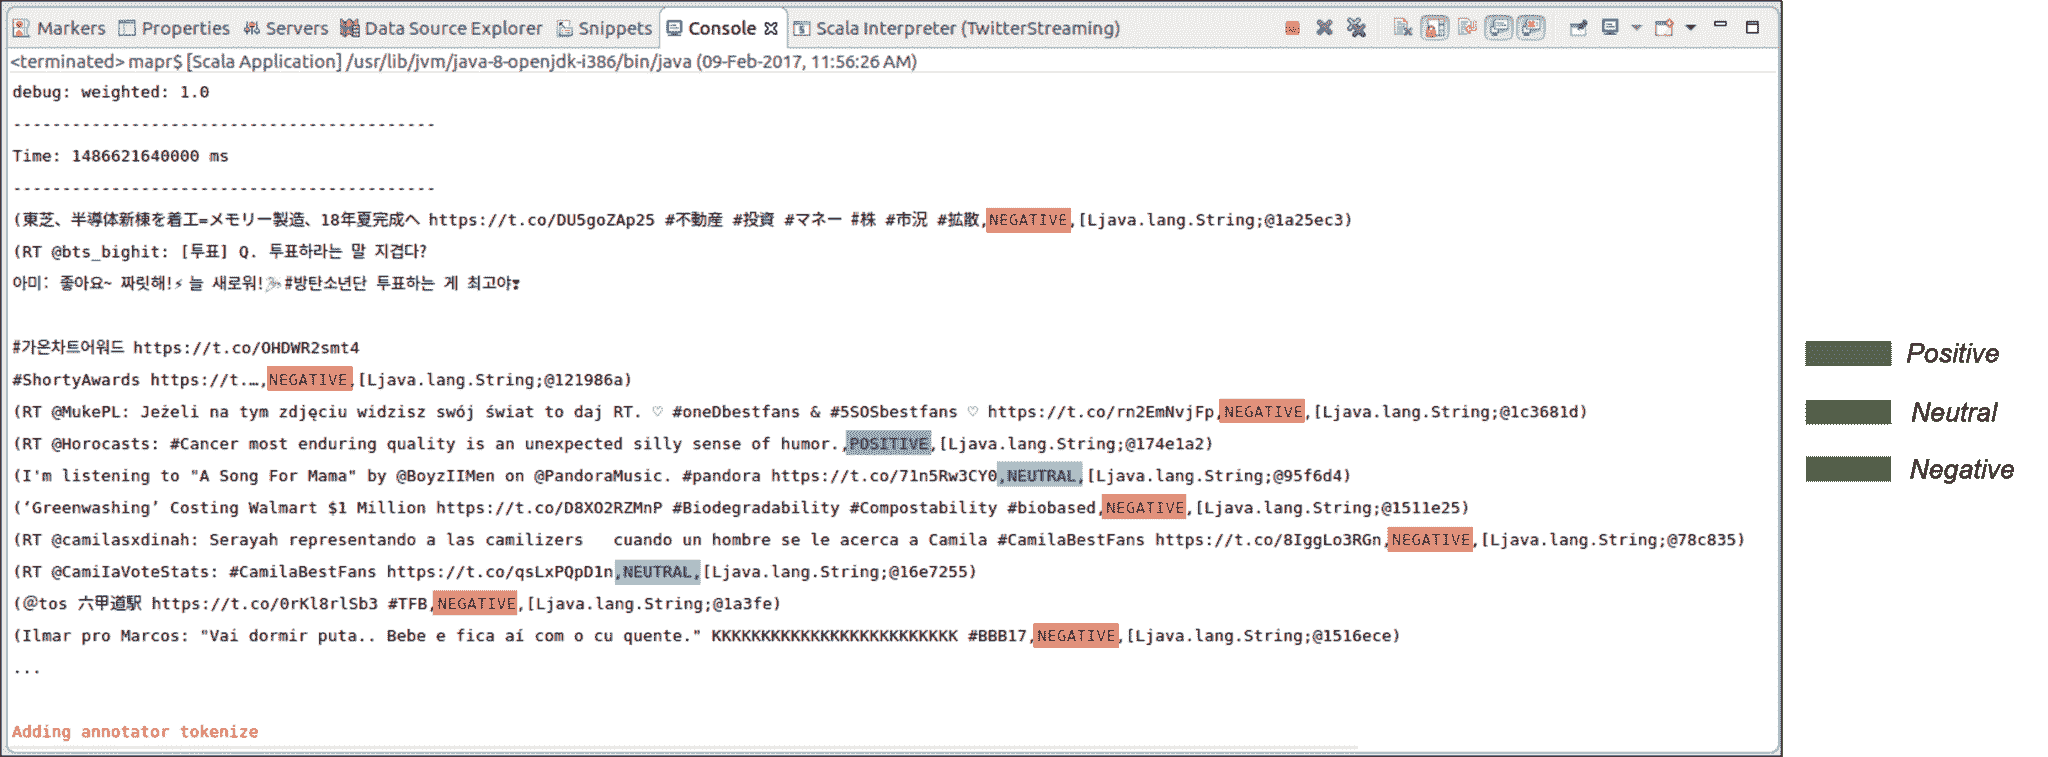 Markers Properties Servers Data Source Explorer Snippets Console Scala Interpreter (TwitterStreaming)
<terminated> mapr$ [Scala Application] /usr/lib/jvm/java-8-openjdk-i386/bin/java (09-Feb-2017, 11:56:26 AM)
debug: weighted: 1.0
-------------------------------------------
Time: 1486621640000 ms
-------------------------------------------
(東芝、半導体新棟を着工=メモリー製造、18年夏完成へ https://t.co/DU5goZAp25 #不動産 #投資 #マネー #株 #市況 #拡散,NEGATIVE,[Ljava.lang.String;@1a25ec3)
(RT @bts_bighit: [투표] Q. 투표하라는 말 지겹다?
아미: 좋아요~ 짜릿해!⚡ 늘 새로워!🎉#방탄소년단 투표하는 게 최고야❣
#가온차트어워드 https://t.co/OHDWR2smt4
#ShortyAwards https://t.…,NEGATIVE,[Ljava.lang.String;@121986a)
(RT @MukePL: Jeżeli na tym zdjęciu widzisz swój świat to daj RT. ♡ #oneDbestfans & #5SOSbestfans ♡ https://t.co/rn2EmNvjFp,NEGATIVE,[Ljava.lang.String;@1c3681d)
(RT @Horocasts: #Cancer most enduring quality is an unexpected silly sense of humor.,POSITIVE,[Ljava.lang.String;@174e1a2)
(I'm listening to "A Song For Mama" by @BoyzIIMen on @PandoraMusic. #pandora https://t.co/71n5Rw3CY0,NEUTRAL,[Ljava.lang.String;@95f6d4)
(‘Greenwashing’ Costing Walmart $1 Million https://t.co/D8XO2RZMnP #Biodegradability #Compostability #biobased,NEGATIVE,[Ljava.lang.String;@1511e25)
(RT @camilasxdinah: Serayah representando a las camilizers   cuando un hombre se le acerca a Camila #CamilaBestFans https://t.co/8IggLo3RGn,NEGATIVE,[Ljava.lang.String;@78c835)
(RT @CamiIaVoteStats: #CamilaBestFans https://t.co/qsLxPQpD1n,NEUTRAL,[Ljava.lang.String;@16e7255)
(@tos 六甲道駅 https://t.co/0rKl8rlSb3 #TFB,NEGATIVE,[Ljava.lang.String;@1a3fe)
(Ilmar pro Marcos: "Vai dormir puta.. Bebe e fica aí com o cu quente." KKKKKKKKKKKKKKKKKKKKKKKKK #BBB17,NEGATIVE,[Ljava.lang.String;@1516ece)
...
Adding annotator tokenize
Positive
Neutral
Negative